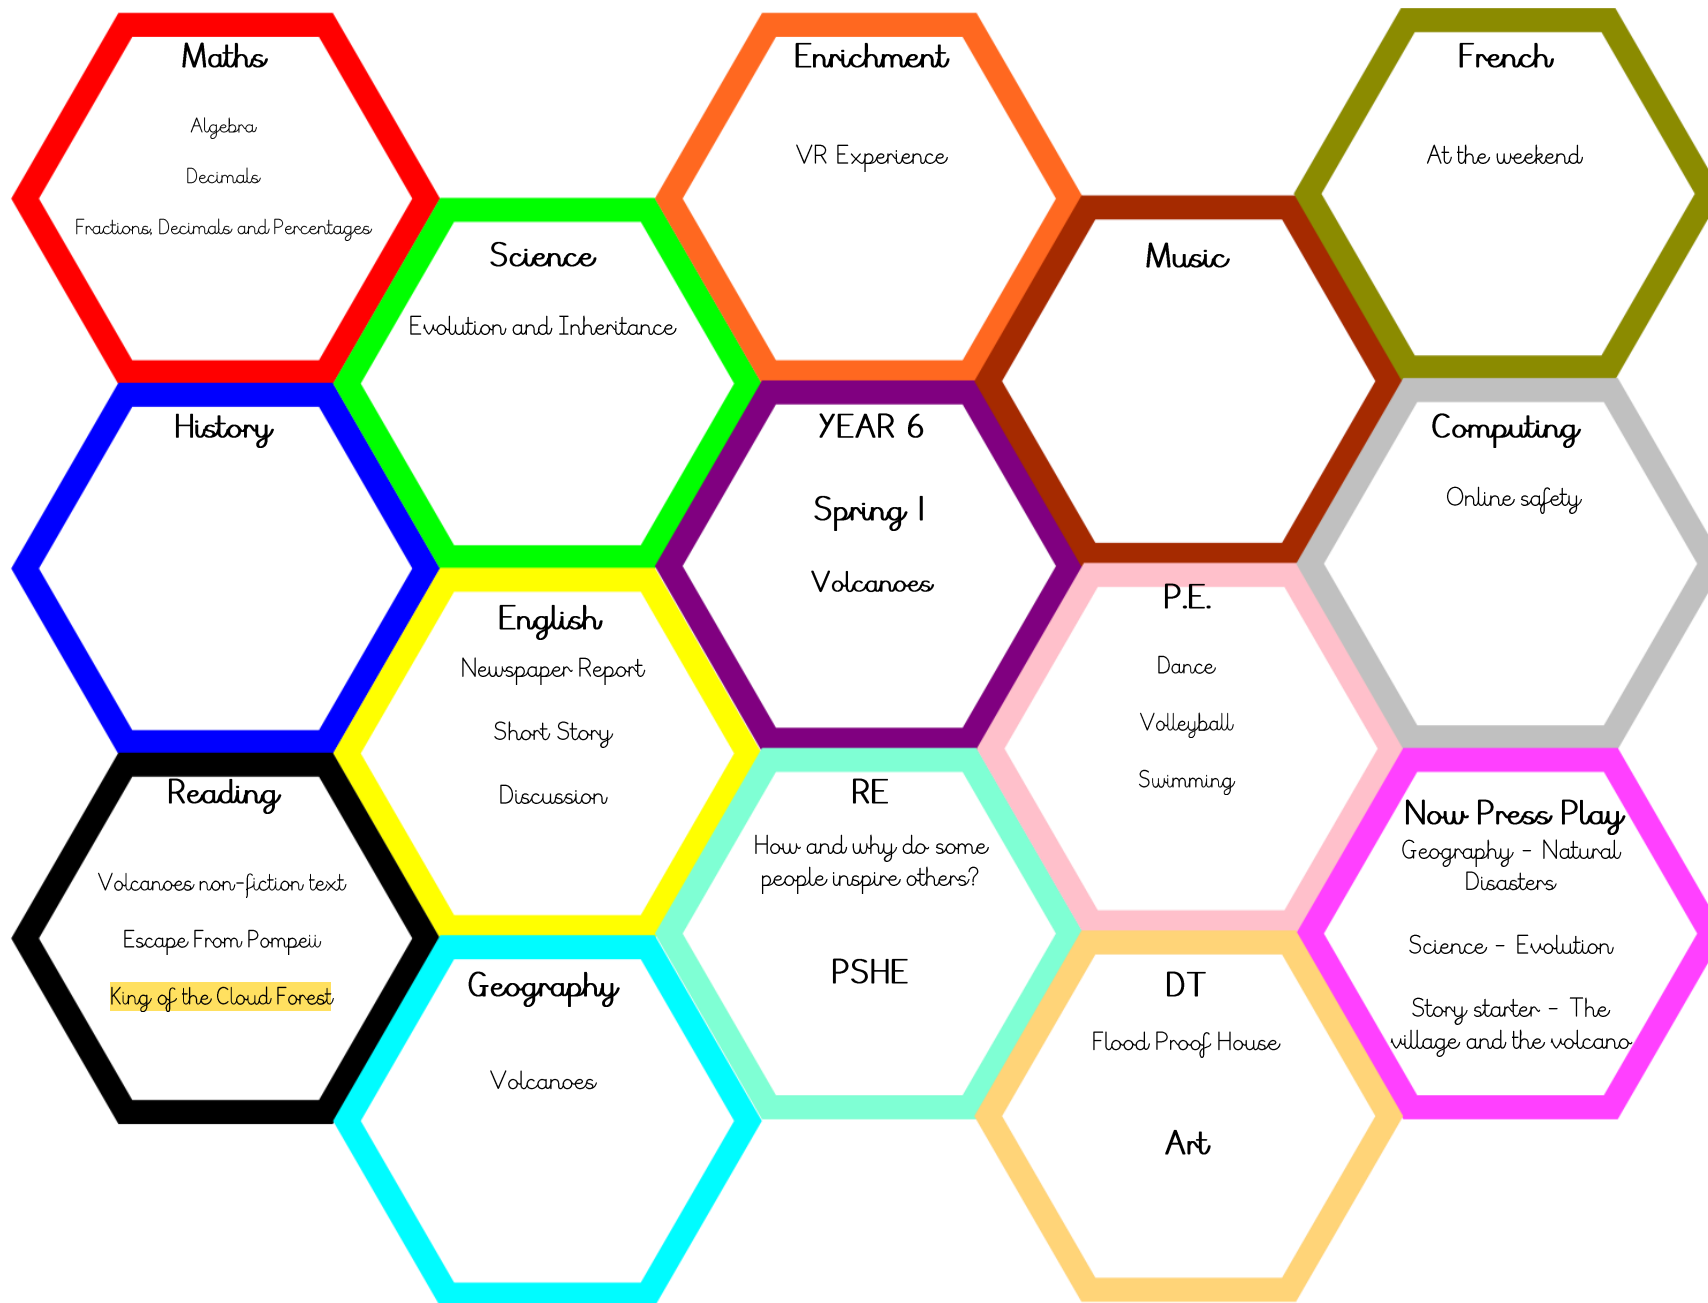 Maths
Algebra
Decimals
Fractions, Decimals and Percentages
Enrichment
VR Experience
French
At the weekend
Science
Evolution and Inheritance
Music
History
YEAR 6
Spring 1
Volcanoes
Computing
Online safety
English
Newspaper Report
Short Story
Discussion
P.E.
Dance
Volleyball
Swimming
Reading
Volcanoes non-fiction text
Escape From Pompeii
King of the Cloud Forest
RE
How and why do some
people inspire others?
PSHE
Now Press Play
Geography - Natural
Disasters
Science - Evolution
Story starter - The
village and the volcano
Geography
Volcanoes
DT
Flood Proof House
Art